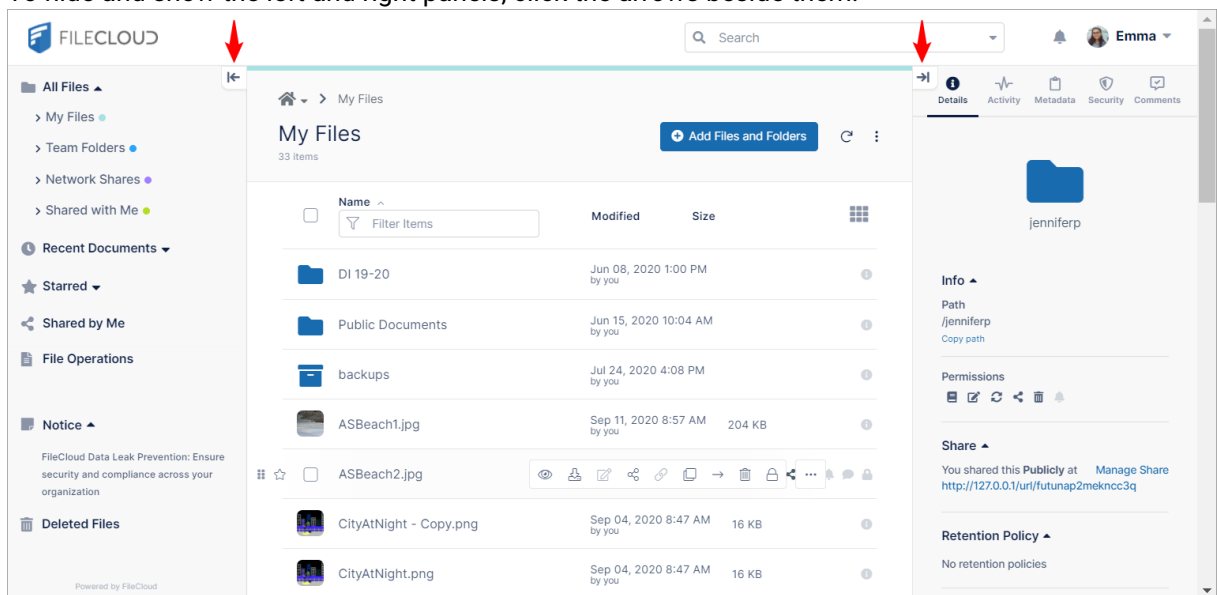 To hide and show the left and right panels, click the arrows beside them.
FILECLOUD
Search
Emma
All Files
My Files
Team Folders
Network Shares
Shared with Me
Recent Documents
Starred
Shared by Me
File Operations
Notice
FileCloud Data Leak Prevention: Ensure
security and compliance across your
organization
Deleted Files
Powered by FileCloud
My Files
My Files
33 items
Add Files and Folders
Name
Filter Items
Modified
Size
DI 19-20
Jun 08, 2020 1:00 PM
by you
Public Documents
Jun 15, 2020 10:04 AM
by you
backups
Jul 24, 2020 4:08 PM
by you
ASBeach1.jpg
Sep 11, 2020 8:57 AM
by you
204 KB
ASBeach2.jpg
CityAtNight - Copy.png
Sep 04, 2020 8:47 AM
by you
16 KB
CityAtNight.png
Sep 04, 2020 8:47 AM
by you
16 KB
Details
Activity
Metadata
Security
Comments
jenniferp
Info
Path
/jenniferp
Copy path
Permissions
Share
You shared this Publicly at Manage Share
http://127.0.0.1/url/futunap2mekncc3q
Retention Policy
No retention policies